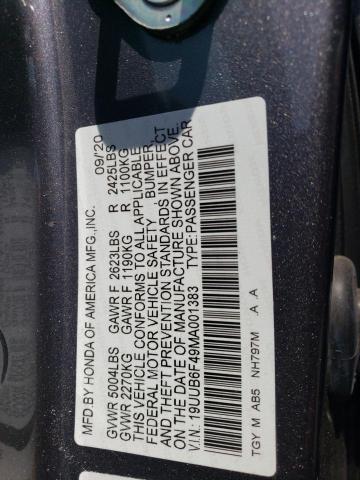 MFD.BY HONDA OF AMERICA MFG.,INC. 09/20
GVWR 5004LBS GAWR F 2623LBS R 2425LBS
GVWR 2270KG GAWR F 1190KG R 1100KG
THIS VEHICLE CONFORMS TO ALL APPLICABLE
FEDERAL MOTOR VEHICLE SAFETY BUMPER,
AND THEFT PREVENTION STANDARDS IN EFFECT
ON THE DATE OF MANUFACTURE SHOWN ABOVE.
V.I.N.: 19UUB6F49MA001383 TYPE:PASSENGER CAR
TGY M AB5 NH797M A A